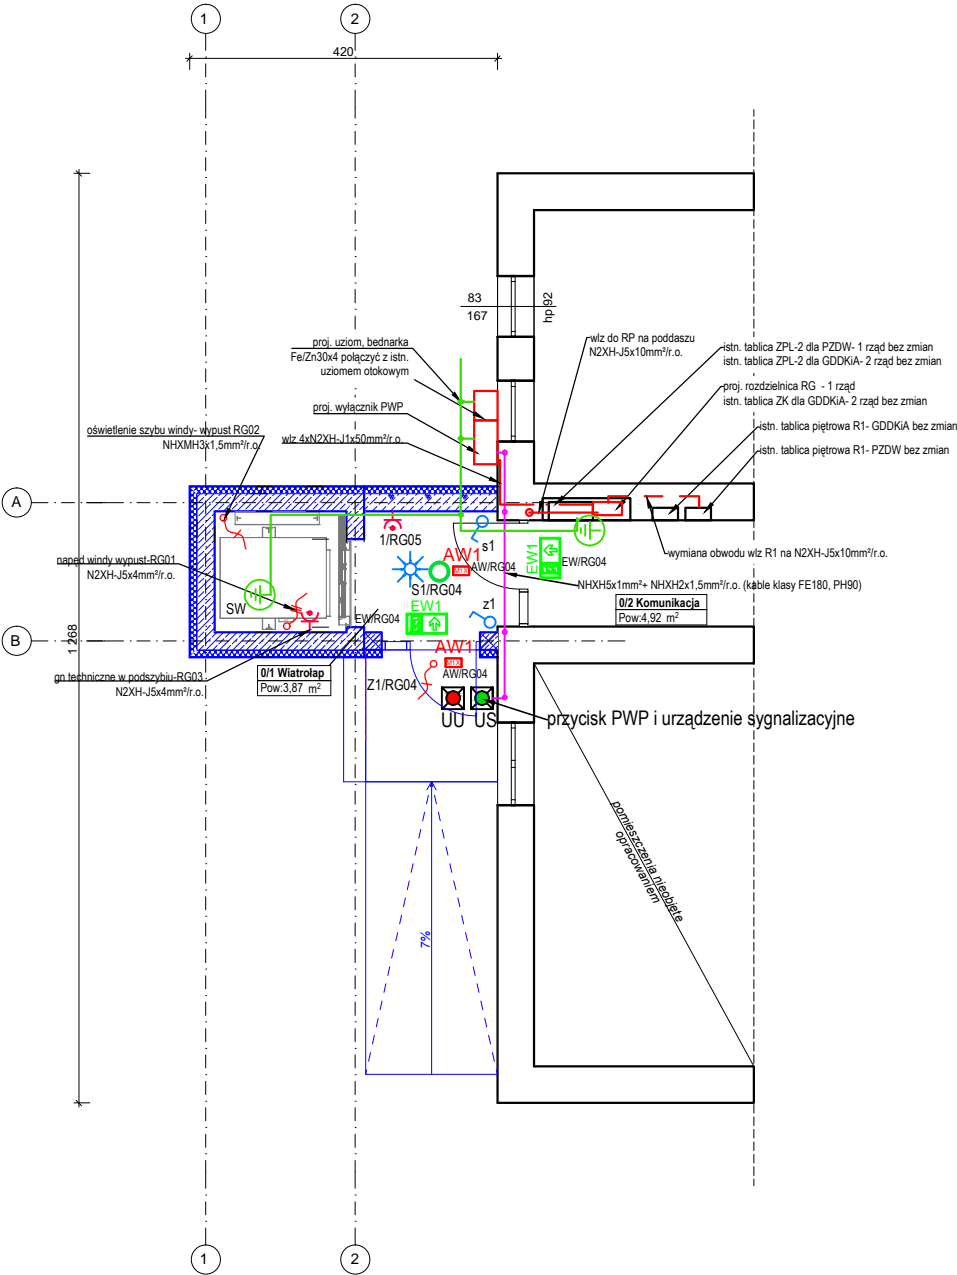 1
2
420
83
167
hp 92
1268
proj. uziom, bednarka
Fe/Zn30x4 połączyć z istn.
uziomem otokowym
proj. wyłącznik PWP
wlz 4xN2XH-J1x50mm²/r.o.
oświetlenie szybu windy- wypust RG02
NHXMH3x1,5mm²/r.o.
wlz do RP na poddaszu
N2XH-J5x10mm²/r.o.
istn. tablica ZPL-2 dla PZDW- 1 rząd bez zmian
istn. tablica ZPL-2 dla GDDKiA- 2 rząd bez zmian
proj. rozdzielnica RG - 1 rząd
istn. tablica ZK dla GDDKiA- 2 rząd bez zmian
istn. tablica piętrowa R1- GDDKiA bez zmian
istn. tablica piętrowa R1- PZDW bez zmian
A
1/RG05
s1
wymiana obwodu wlz R1 na N2XH-J5x10mm²/r.o.
napęd windy wypust-RG01
N2XH-J5x4mm²/r.o.
AW1
AW/RG04
EW1
EW/RG04
S1/RG04
NHXH5x1mm²+ NHXH2x1,5mm²/r.o. (kable klasy FE180, PH90)
SW
EW1
EW/RG04
z1
0/2 Komunikacja
Pow:4,92 m²
B
AW1
AW/RG04
0/1 Wiatrołap
Pow:3,87 m²
gn techniczne w podszybiu-RG03
N2XH-J5x4mm²/r.o.
Z1/RG04
UU
US
przycisk PWP i urządzenie sygnalizacyjne
pomieszczenia nieobjęte
opracowaniem
7%
1
2